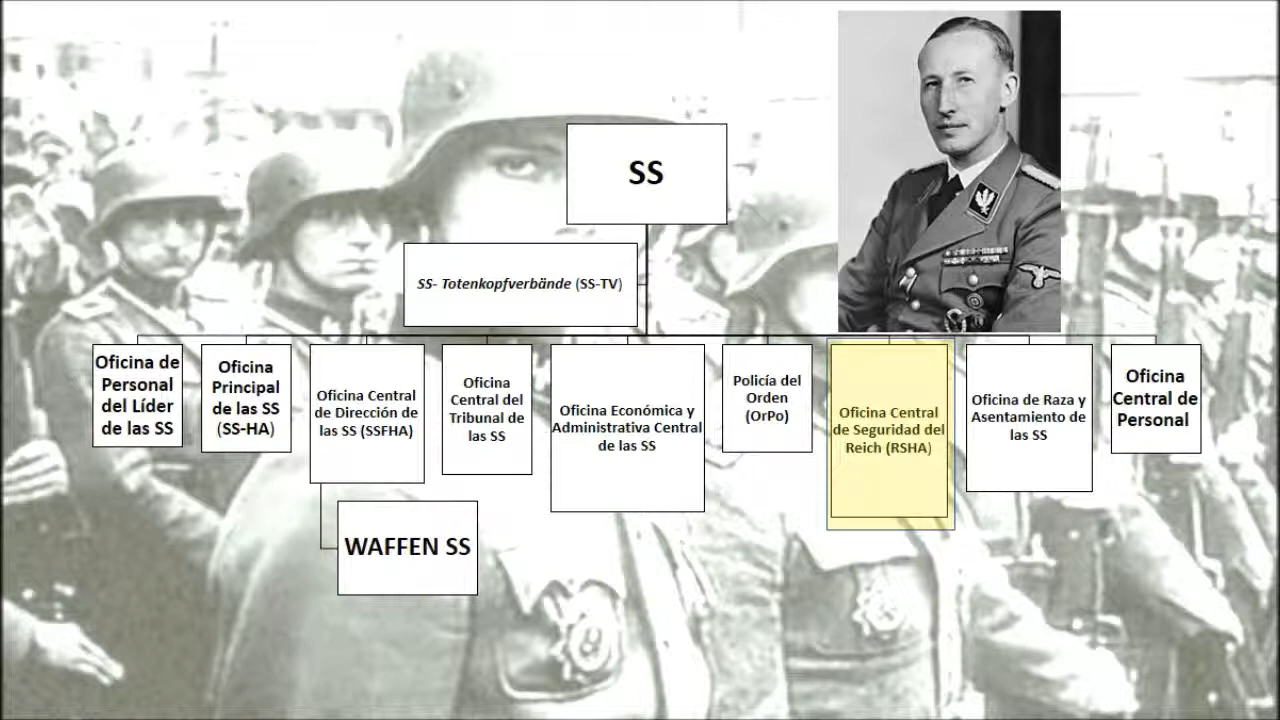 SS
SS- Totenkopfverbände (SS-TV)
Oficina de
Personal
del Líder
de las SS
Oficina
Principal
de las SS
(SS-HA)
Oficina Central
de Dirección de
las SS (SSFHA)
Oficina
Central del
Tribunal de
las SS
Oficina Económica y
Administrativa Central
de las SS
Policía del
Orden
(OrPo)
Oficina Central
de Seguridad del
Reich (RSHA)
Oficina de Raza y
Asentamiento de
las SS
Oficina
Central de
Personal
WAFFEN SS